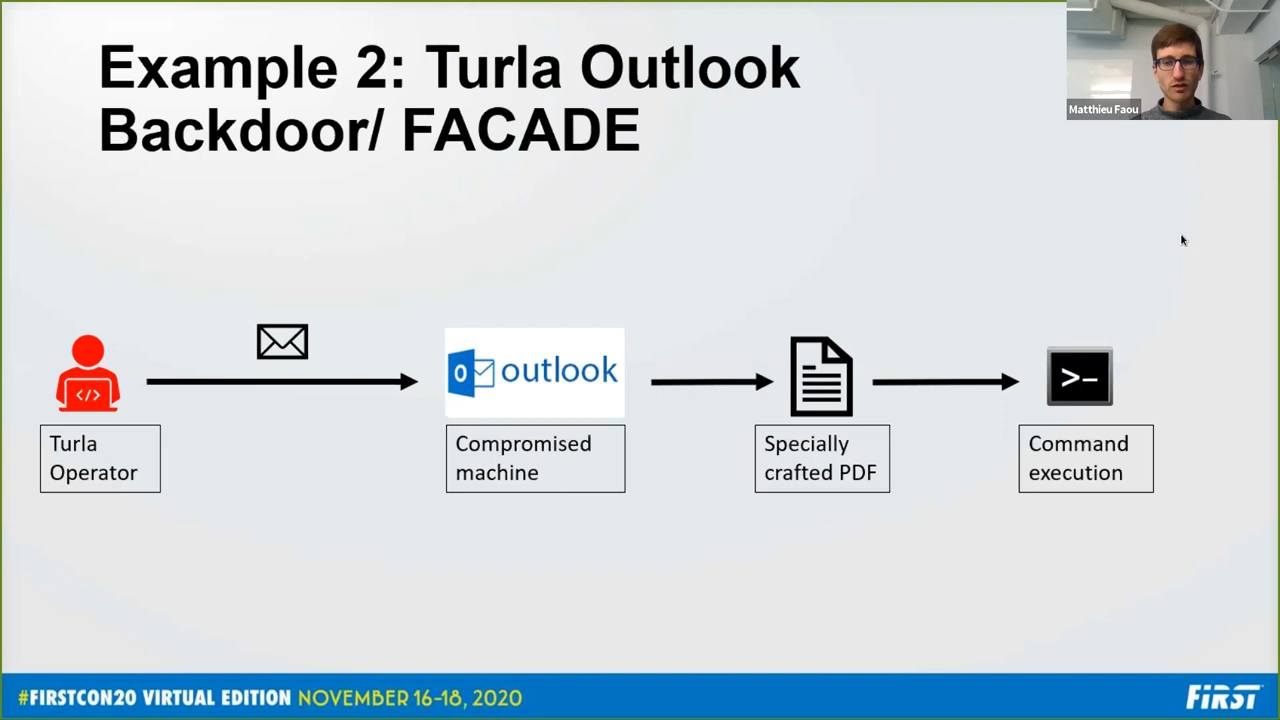 Example 2: Turla Outlook
Backdoor/ FACADE
Matthieu Faou
</>
outlook
>–
Turla
Operator
Compromised
machine
Specially
crafted PDF
Command
execution
#FIRSTCON20 VIRTUAL EDITION NOVEMBER 16-18, 2020
FiRST